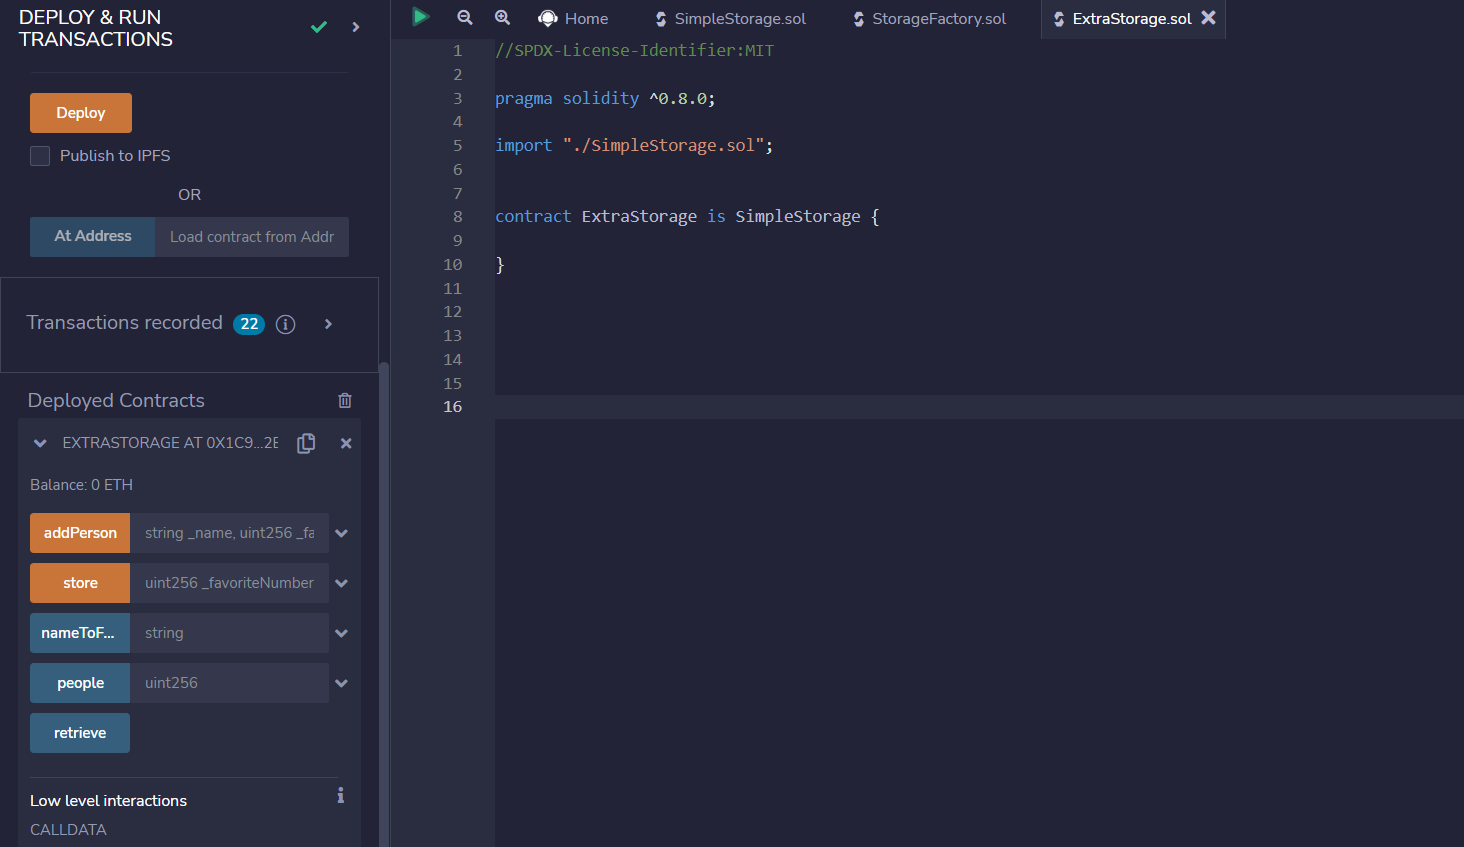 DEPLOY & RUN
TRANSACTIONS
Deploy
Publish to IPFS
OR
At Address
Load contract from Addr
Transactions recorded 22
Deployed Contracts
EXTRASTORAGE AT 0X1C9...2E
Balance: 0 ETH
addPerson
string _name, uint256 _fa
store
uint256 _favoriteNumber
nameToF...
string
people
uint256
retrieve
Low level interactions
CALLDATA
Home
SimpleStorage.sol
StorageFactory.sol
ExtraStorage.sol
1 //SPDX-License-Identifier:MIT
2
3 pragma solidity ^0.8.0;
4
5 import "./SimpleStorage.sol";
6
7
8 contract ExtraStorage is SimpleStorage {
9
10 }
11
12
13
14
15
16